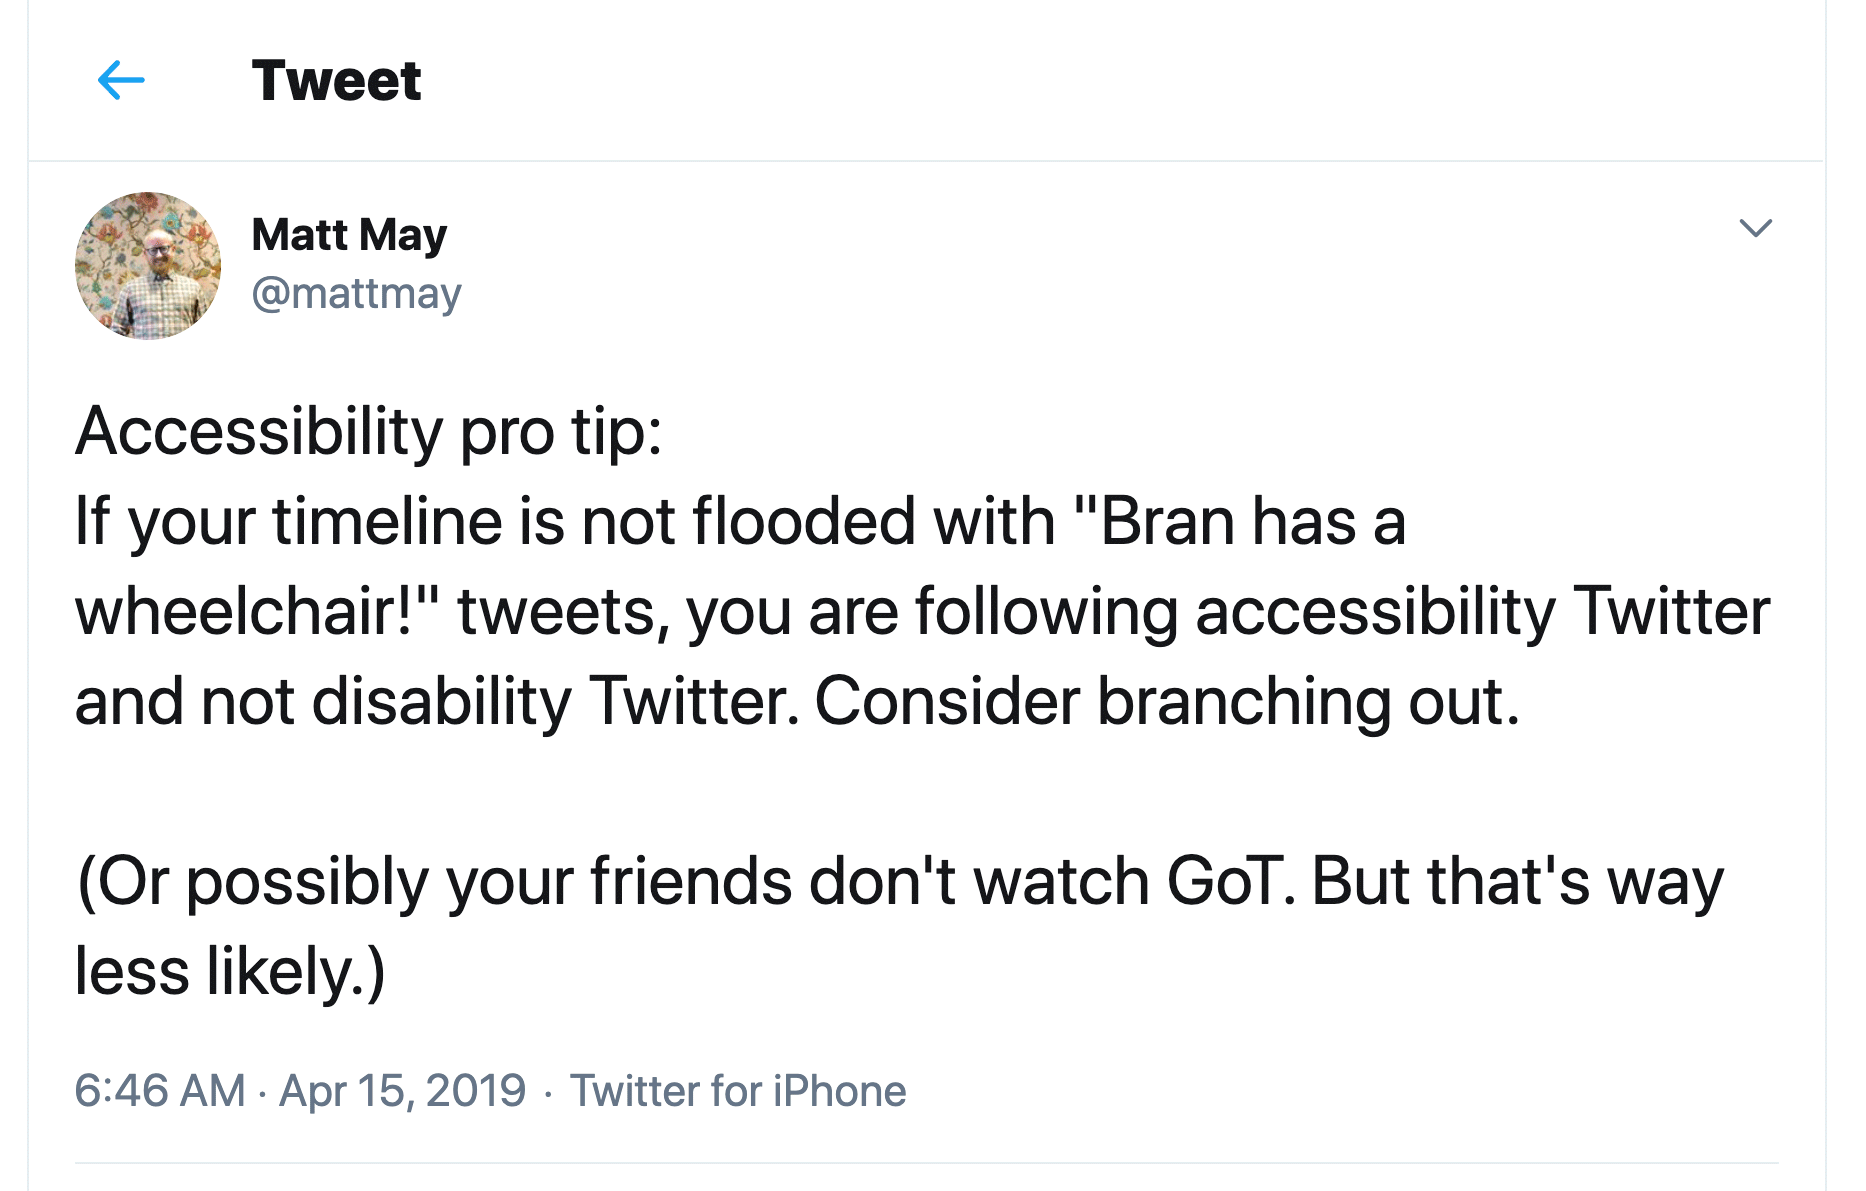 Tweet
Matt May
@mattmay
Accessibility pro tip:
If your timeline is not flooded with "Bran has a
wheelchair!" tweets, you are following accessibility Twitter
and not disability Twitter. Consider branching out.
(Or possibly your friends don't watch GoT. But that's way
less likely.)
6:46 AM · Apr 15, 2019 · Twitter for iPhone